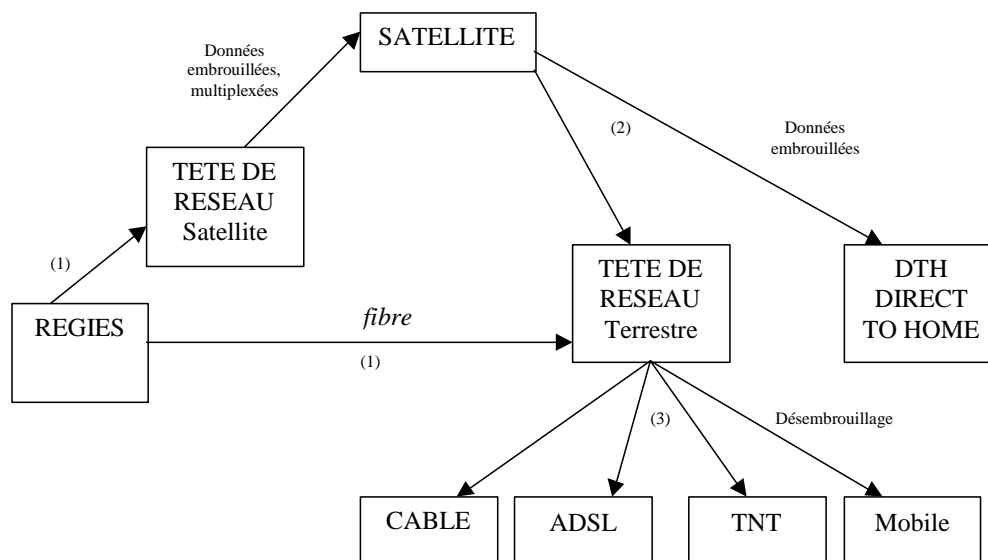 SATELLITE
Données
embrouillées,
multiplexées
(2)
Données
embrouillées
TETE DE
RESEAU
Satellite
(1)
TETE DE
RESEAU
Terrestre
DTH
DIRECT
TO HOME
REGIES
fibre
(1)
(3)
Désembrouillage
CABLE
ADSL
TNT
Mobile